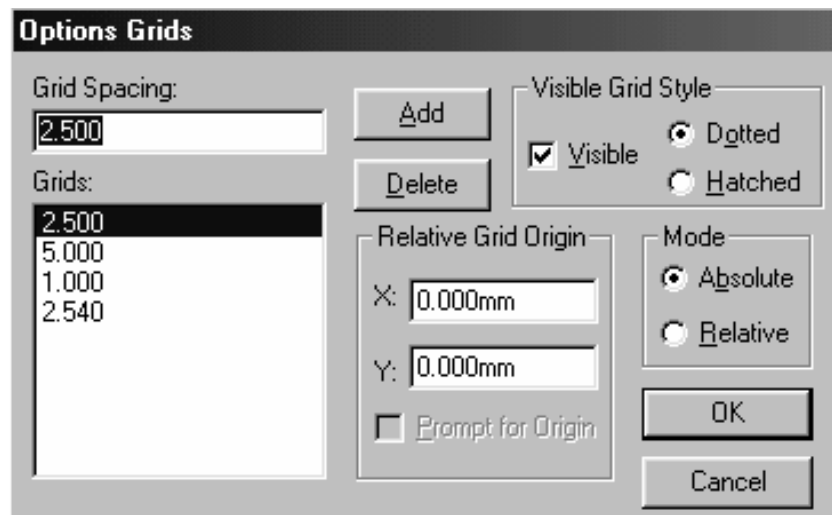 Options Grids
Grid Spacing:
2.500
Add
Delete
Grids:
2.500
5.000
1.000
2.540
Visible Grid Style
Visible
Dotted
Hatched
Relative Grid Origin
X: 0.000mm
Y: 0.000mm
Prompt for Origin
Mode
Absolute
Relative
OK
Cancel